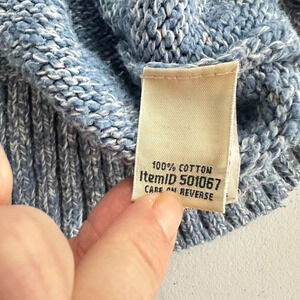 100% COTTON
ItemID 501067
CARE ON REVERSE